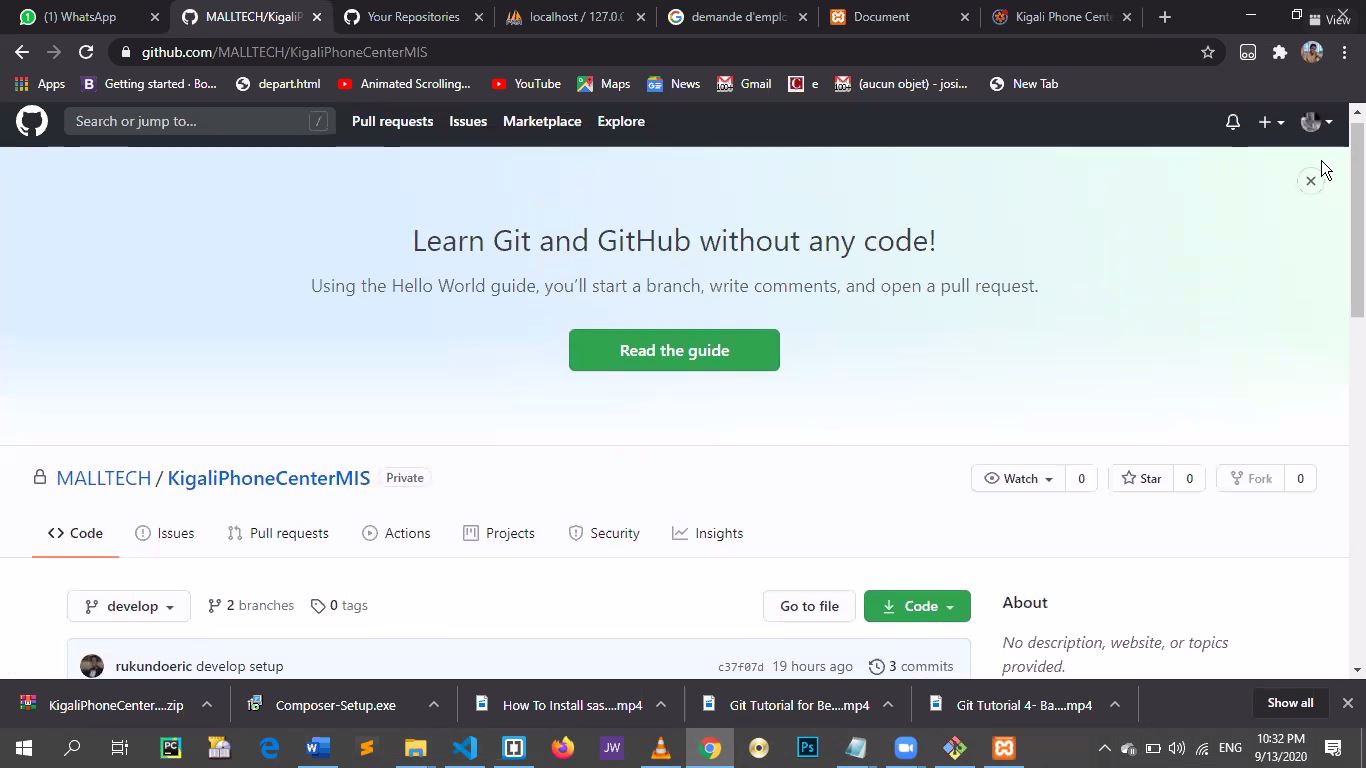 (1) WhatsApp
MALLTECH/KigaliP
Your Repositories
localhost / 127.0.0
demande d'emplo
Document
Kigali Phone Cente
View
github.com/MALLTECH/KigaliPhoneCenterMIS
Apps
B Getting started · Bo...
depart.html
Animated Scrolling...
YouTube
Maps
News
Gmail
e
(aucun objet) - josi...
New Tab
Search or jump to...
/
Pull requests
Issues
Marketplace
Explore
Learn Git and GitHub without any code!
Using the Hello World guide, you'll start a branch, write comments, and open a pull request.
Read the guide
MALLTECH / KigaliPhoneCenterMIS
Private
Watch
0
Star
0
Fork
0
Code
Issues
Pull requests
Actions
Projects
Security
Insights
develop
2 branches
0 tags
Go to file
Code
About
No description, website, or topics
provided.
rukundoeric develop setup
c37f07d 19 hours ago
3 commits
KigaliPhoneCenter....zip
Composer-Setup.exe
How To Install sas....mp4
Git Tutorial for Be....mp4
Git Tutorial 4- Ba....mp4
Show all
PC
JW
Ps
ENG
10:32 PM
9/13/2020